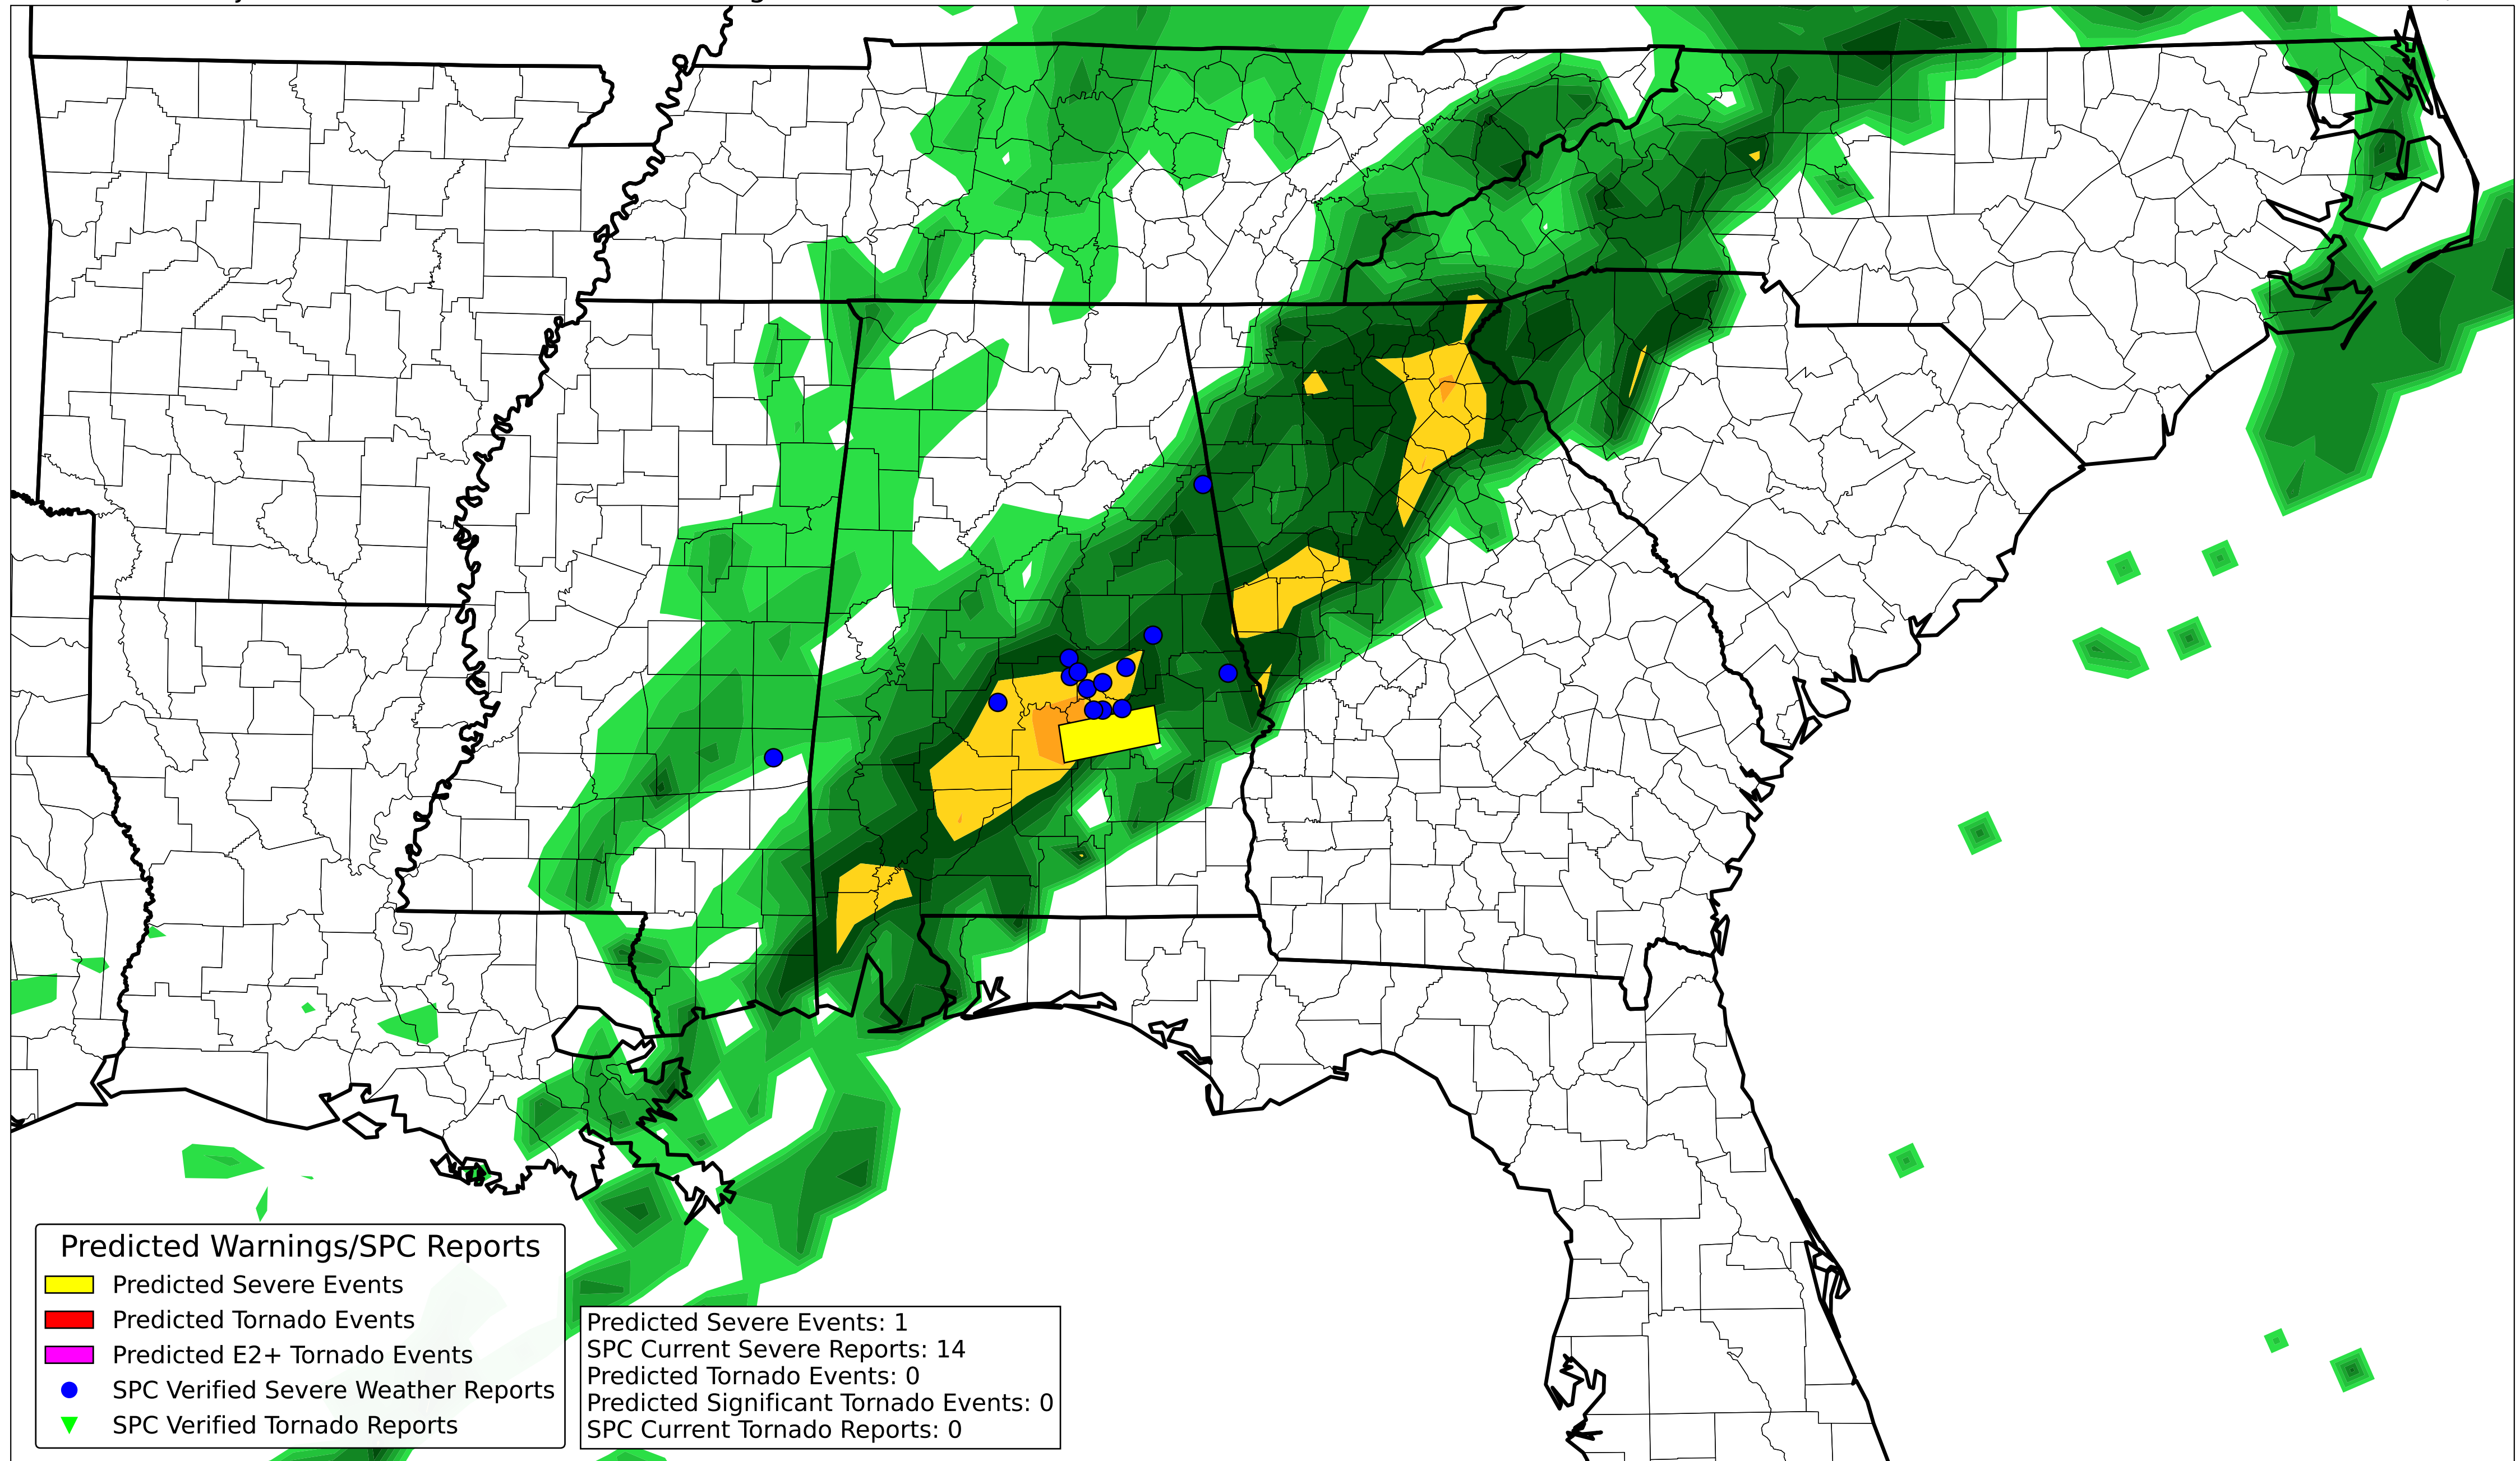 Predicted Warnings/SPC Reports
Predicted Severe Events
Predicted Tornado Events
Predicted E2+ Tornado Events
SPC Verified Severe Weather Reports
SPC Verified Tornado Reports
Predicted Severe Events: 1
SPC Current Severe Reports: 14
Predicted Tornado Events: 0
Predicted Significant Tornado Events: 0
SPC Current Tornado Reports: 0